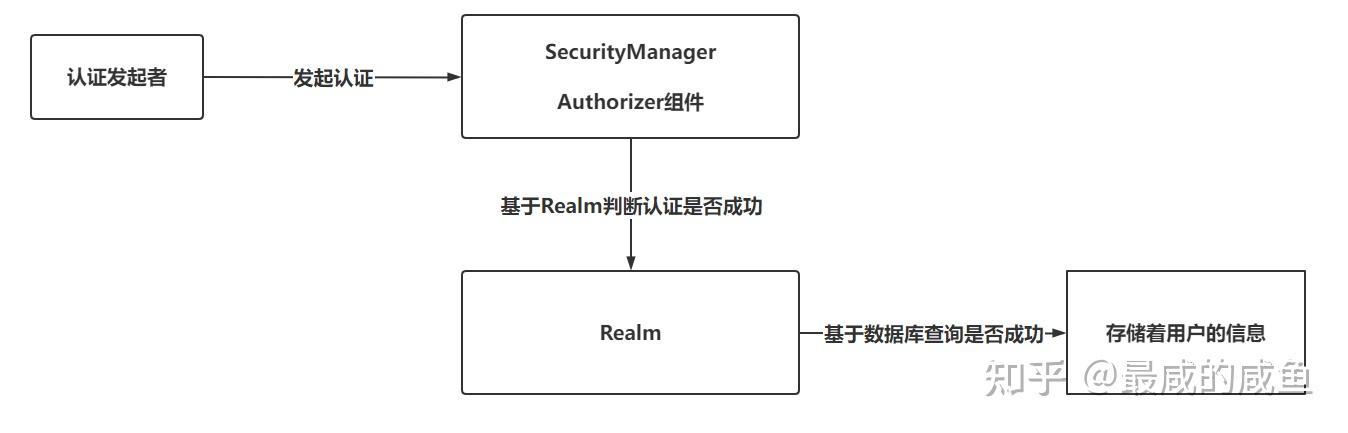 认证发起者
发起认证
SecurityManager
Authorizer组件
基于Realm判断认证是否成功
Realm
基于数据库查询是否成功
存储着用户的信息
知乎 @最咸的咸鱼